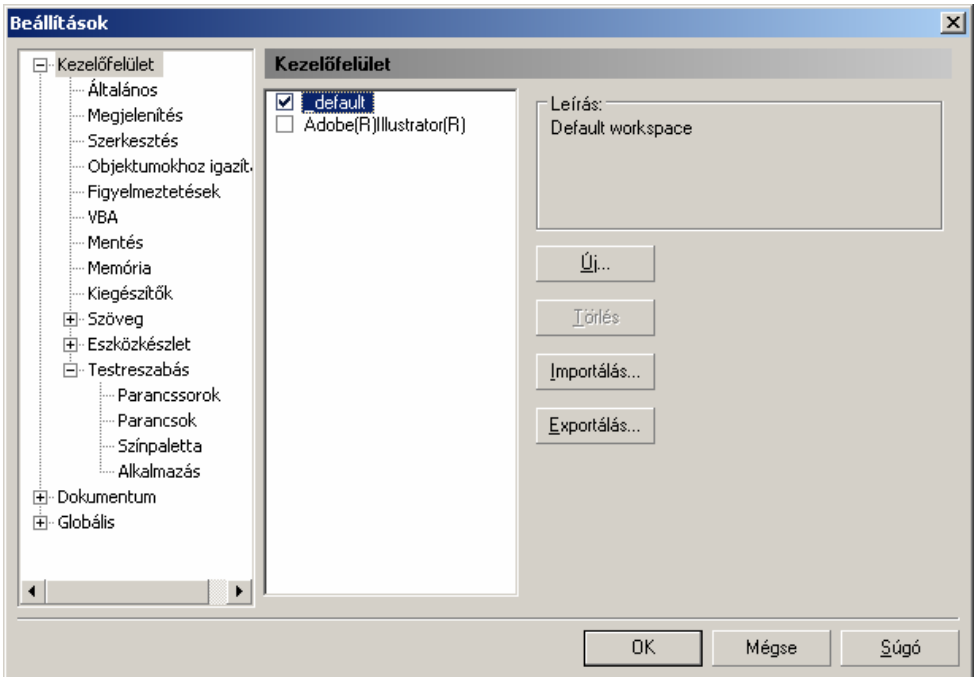 Beállítások
Kezelőfelület
Általános
Megjelenítés
Szerkesztés
Objektumokhoz igazít
Figyelmeztetések
VBA
Mentés
Memória
Kiegészítők
Szöveg
Eszközkészlet
Testreszabás
Parancssorok
Parancsok
Színpaletta
Alkalmazás
Dokumentum
Globális
Kezelőfelület
_default
Adobe(R)Illustrator(R)
Leírás:
Default workspace
Új...
Törlés
Importálás...
Exportálás...
OK
Mégse
Súgó